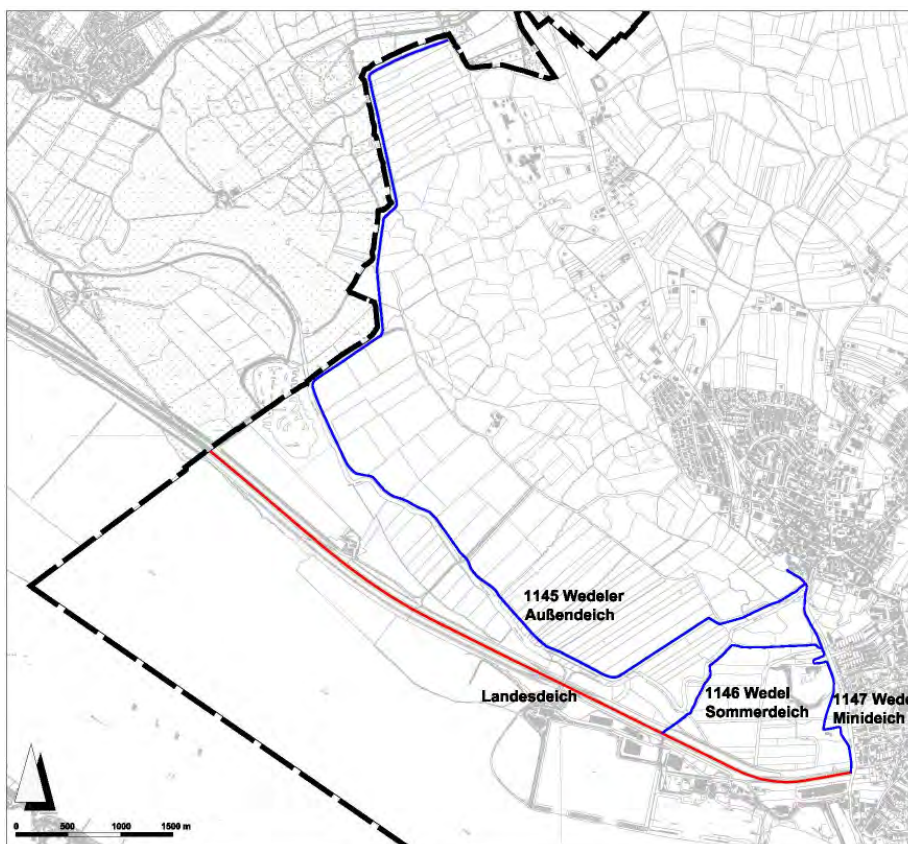 1145 Wedeler
Außendeich
1146 Wedel
Sommerdeich
1147 Wede
Minideich
Landesdeich
0 500 1000 1500 m